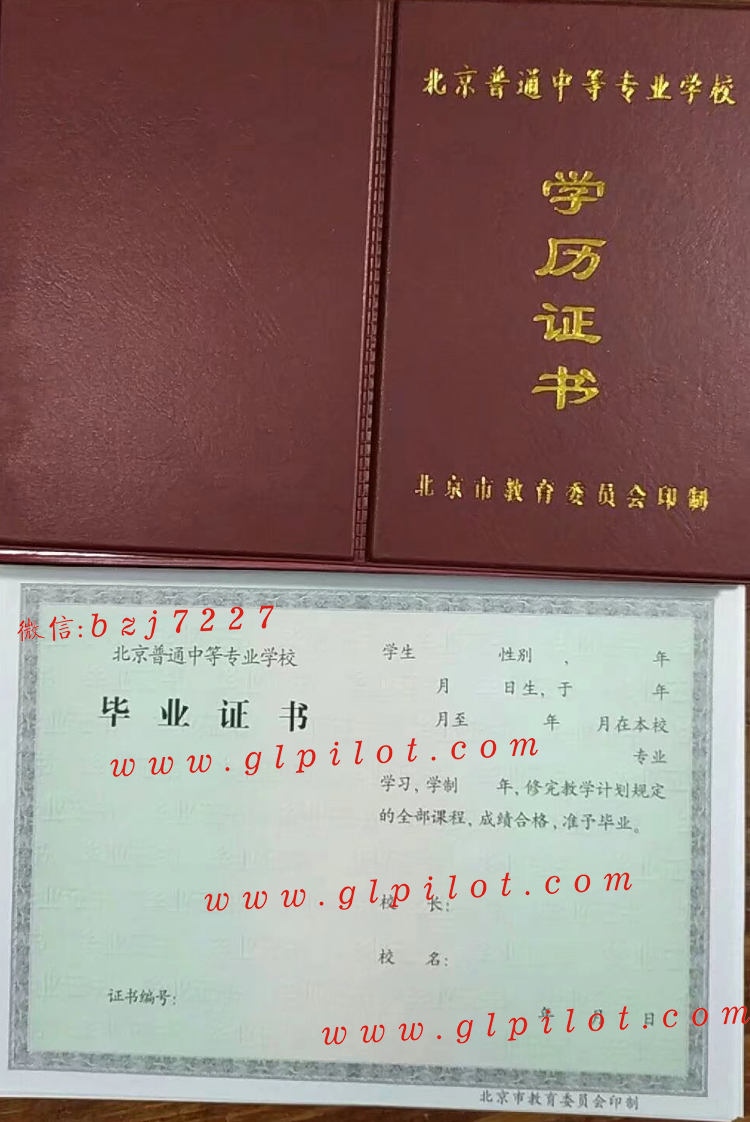 北京普通中等专业学校
学历证书
北京市教育委员会印制
微信:bzj7227
北京普通中等专业学校
毕业证书
www.glpilot.com
证书编号:
学生 性别 , 年
月 日生, 于 年
月至 年 月在本校
专业
学习, 学制 年, 修完教学计划规定
的全部课程, 成绩合格, 准予毕业。
www.glpilot.com
校 长:
校 名:
年 月 日
www.glpilot.com
北京市教育委员会印制